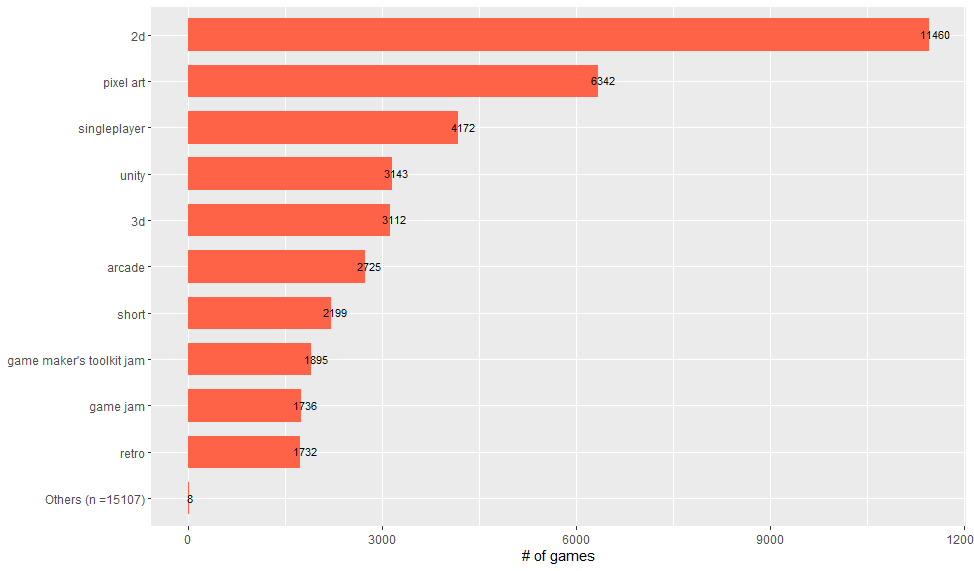 2d 11460
pixel art 6342
singleplayer 4172
unity 3143
3d 3112
arcade 2725
short 2199
game maker's toolkit jam 1895
game jam 1736
retro 1732
Others (n =15107) 8
0 3000 6000 9000 1200
# of games